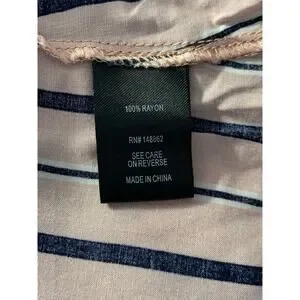 100% RAYON
RN# 148862
SEE CARE
ON REVERSE
MADE IN CHINA